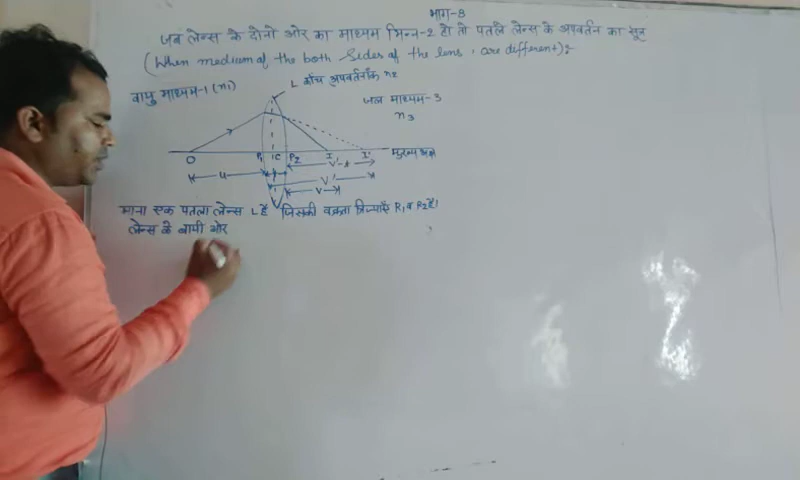 भाग-3
जब लेन्स के दोनो ओर का माध्यम भिन्न-2 हो तो पतले लेन्स के अपवर्तन का सूत्र
(When medium of the both sides of the lens, are different):
L काँच अपवर्तनांक n2
वायु माध्यम-1 (n1)
जल माध्यम-3
n3
O P1 C P2 I I' मुख्य अक्ष
u t V'-t
V'
V
माना एक पतला लेन्स L है जिसकी वक्रता त्रिज्याएँ R1 व R2 है।
लेन्स के बायी ओर